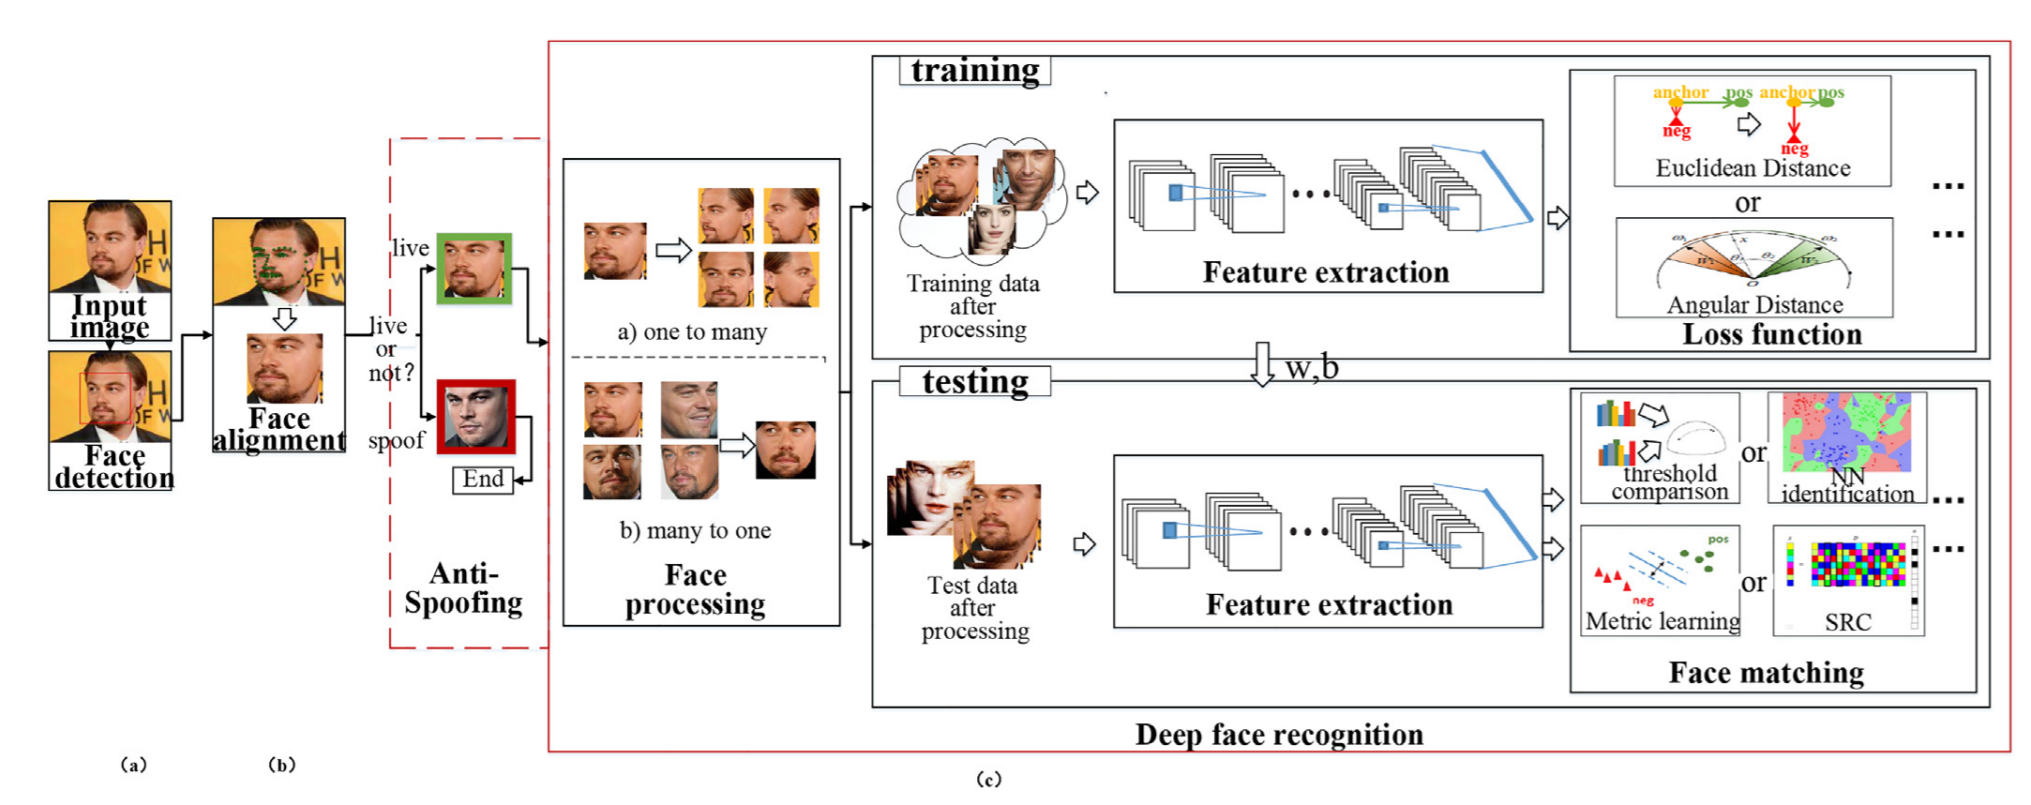 Input
image
Face
detection
Face
alignment
live
live
or
not?
spoof
End
Anti-
Spoofing
a) one to many
b) many to one
Face
processing
training
Training data
after
processing
Feature extraction
anchor pos anchor pos
neg
neg
Euclidean Distance
or
Angular Distance
Loss function
w,b
testing
Test data
after
processing
Feature extraction
threshold
comparison
or
NN
identification
pos
neg
Metric learning
or
SRC
Face matching
Deep face recognition
(a)
(b)
(c)